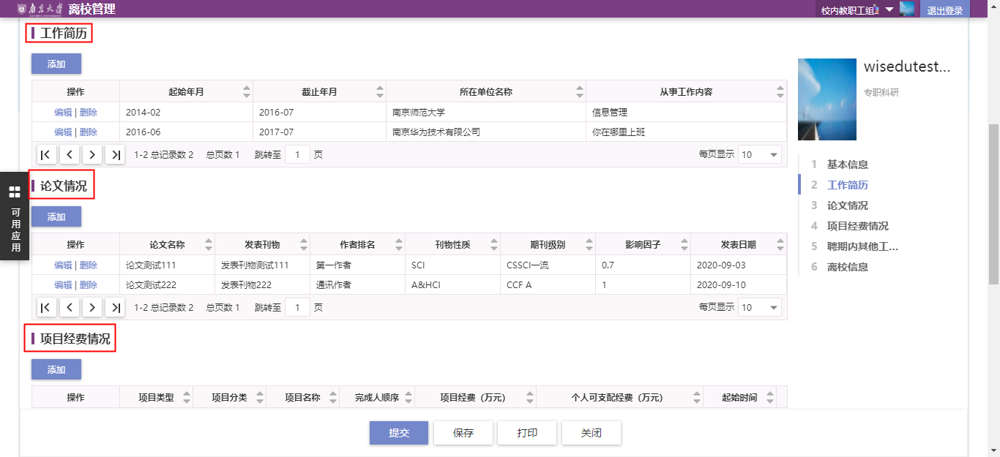 南京大学 离校管理 校内教职工组 退出登录
工作简历
添加
操作 起始年月 截止年月 所在单位名称 从事工作内容
编辑 | 删除 2014-02 2016-07 南京师范大学 信息管理
编辑 | 删除 2016-06 2017-07 南京华为技术有限公司 你在哪里上班
1-2 总记录数 2 总页数 1 跳转至 1 页 每页显示 10
论文情况
添加
操作 论文名称 发表刊物 作者排名 刊物性质 期刊级别 影响因子 发表日期
编辑 | 删除 论文测试111 发表刊物测试111 第一作者 SCI CSSCI一流 0.7 2020-09-03
编辑 | 删除 论文测试222 发表刊物222 通讯作者 A&HCI CCF A 1 2020-09-10
1-2 总记录数 2 总页数 1 跳转至 1 页 每页显示 10
项目经费情况
添加
操作 项目类型 项目分类 项目名称 完成人顺序 项目经费（万元） 个人可支配经费（万元） 起始时间
提交 保存 打印 关闭
可用应用
wisedutest...
专职科研
1 基本信息
2 工作简历
3 论文情况
4 项目经费情况
5 聘期内其他工...
6 离校信息